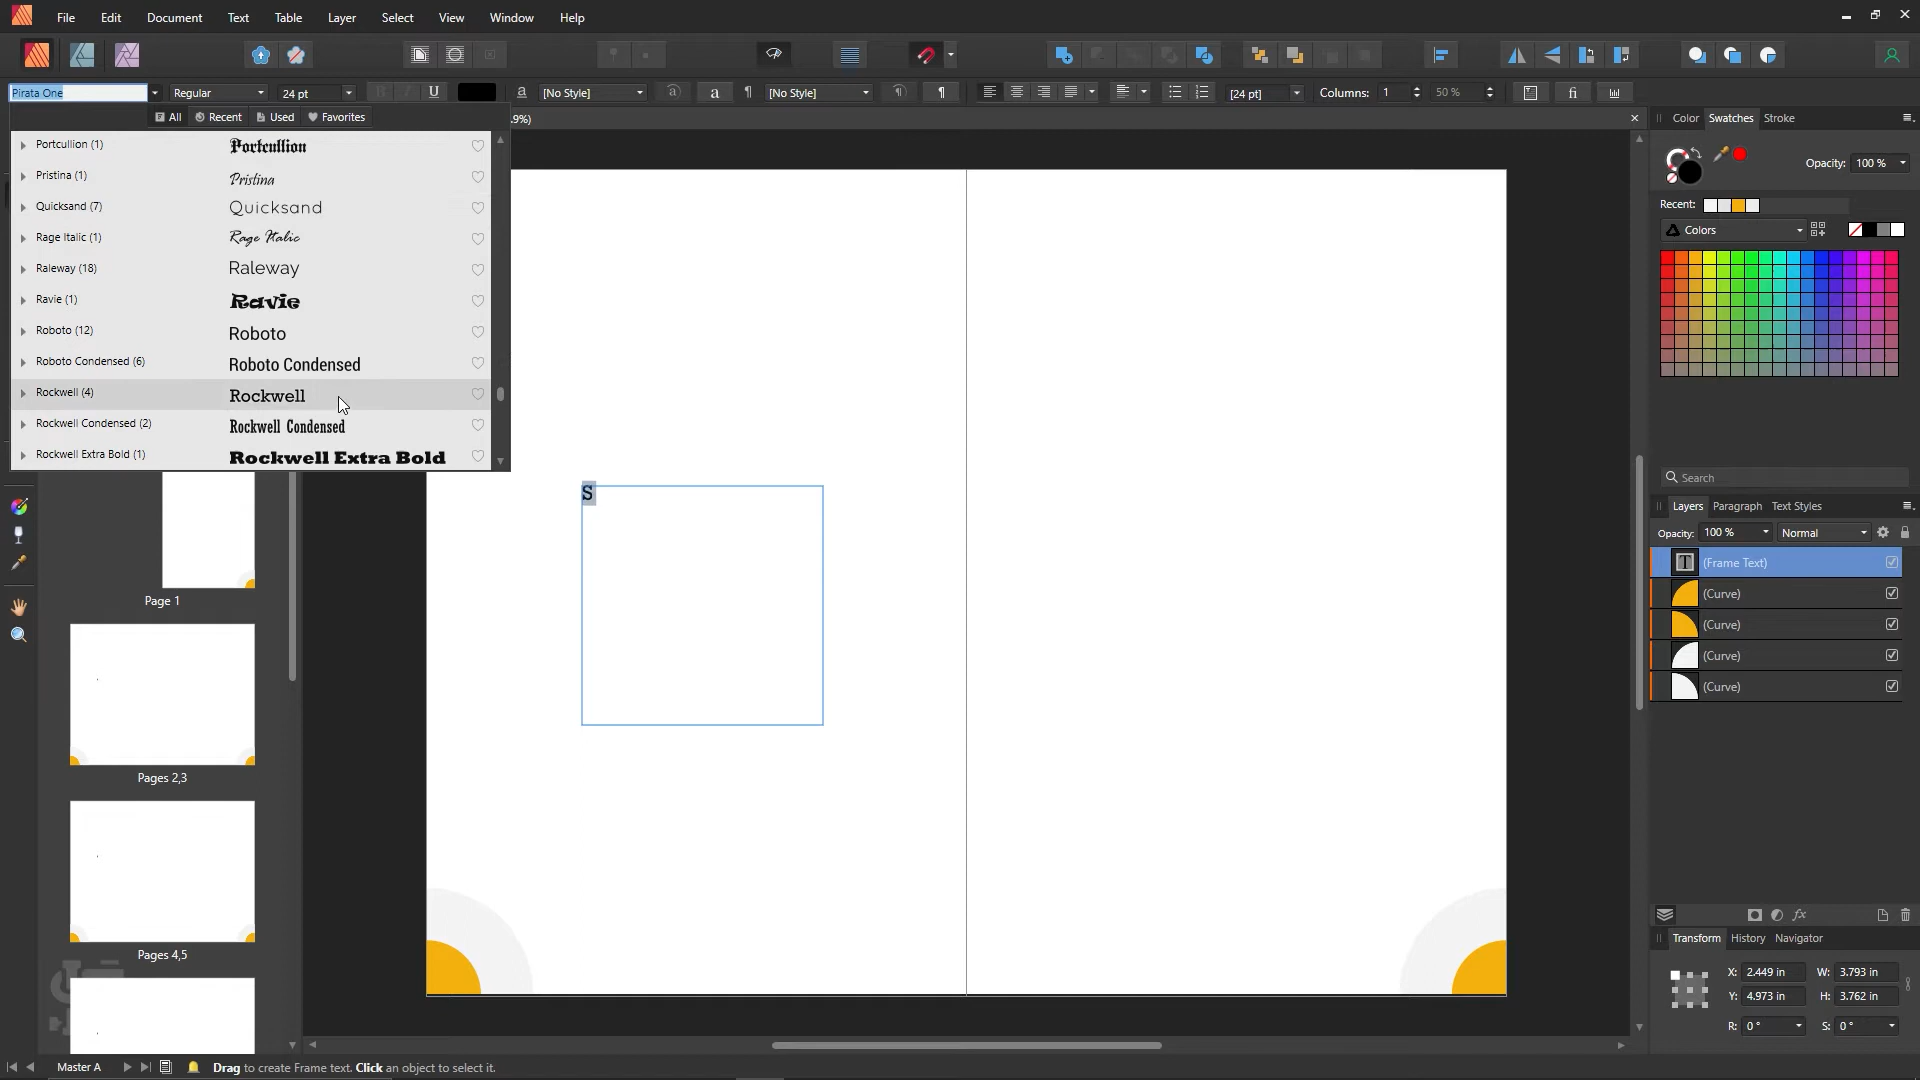 File Edit Document Text Table Layer Select View Window Help
Pirata One Regular 24 pt B I U a [No Style] a a ¶ [No Style] ¶ [24 pt] Columns: 1 50 % fi
All Recent Used Favorites
.9%)
Portcullion (1) Portcullion
Pristina (1) Pristina
Quicksand (7) Quicksand
Rage Italic (1) Rage Italic
Raleway (18) Raleway
Ravie (1) Ravie
Roboto (12) Roboto
Roboto Condensed (6) Roboto Condensed
Rockwell (4) Rockwell
Rockwell Condensed (2) Rockwell Condensed
Rockwell Extra Bold (1) Rockwell Extra Bold
S
Page 1
Pages 2,3
Pages 4,5
Color Swatches Stroke
Opacity: 100 %
Recent:
Colors
Search
Layers Paragraph Text Styles
Opacity: 100 % Normal
T (Frame Text)
(Curve)
(Curve)
(Curve)
(Curve)
fx
Transform History Navigator
X: 2.449 in W: 3.793 in
Y: 4.973 in H: 3.762 in
R: 0 ° S: 0 °
Master A Drag to create Frame text. Click an object to select it.